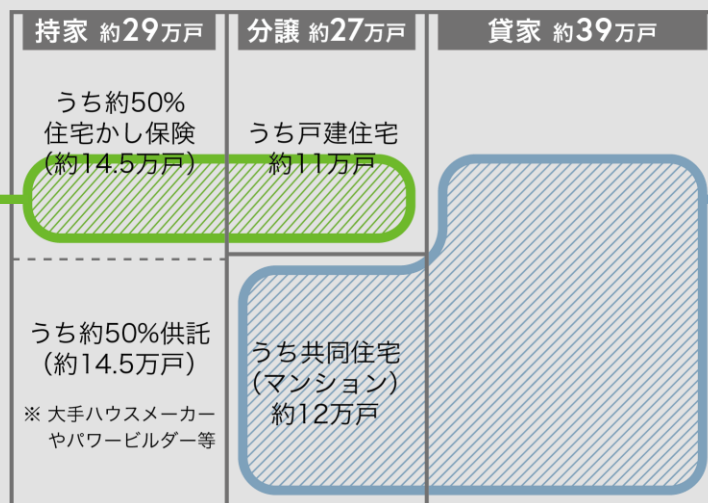 持家 約29万戸
分譲 約27万戸
貸家 約39万戸
うち約50%
住宅かし保険
（約14.5万戸）
うち戸建住宅
約11万戸
うち約50%供託
（約14.5万戸）
※ 大手ハウスメーカー
やパワービルダー等
うち共同住宅
（マンション）
約12万戸